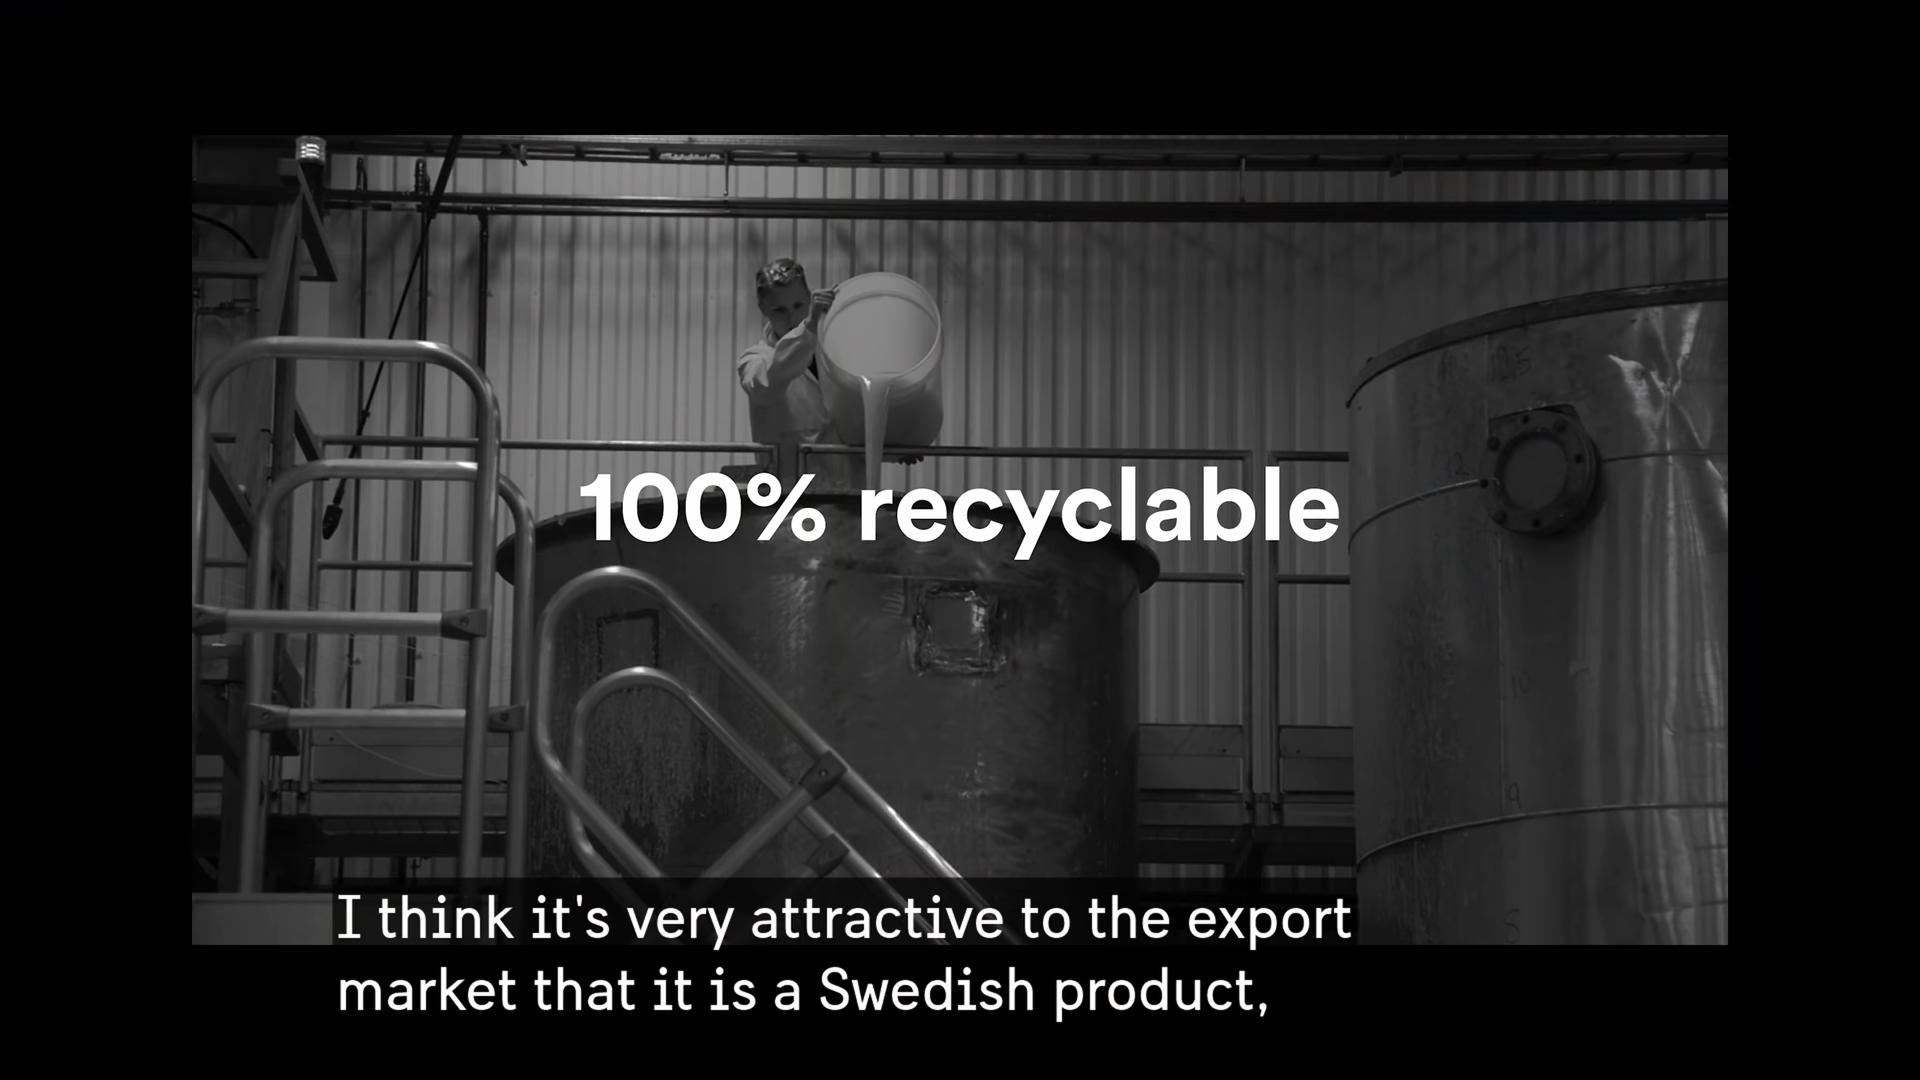 100% recyclable
I think it's very attractive to the export
market that it is a Swedish product,